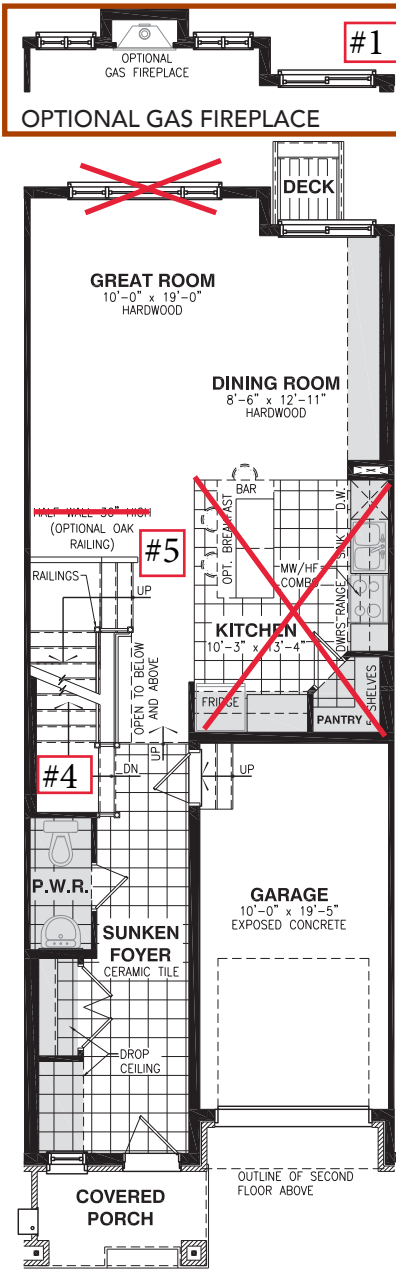 #1
OPTIONAL
GAS FIREPLACE
OPTIONAL GAS FIREPLACE
DECK
GREAT ROOM
10'-0" x 19'-0"
HARDWOOD
DINING ROOM
8'-6" x 12'-11"
HARDWOOD
BAR
OPT. BREAKFAST
D.W.
SINK
MW/HF
COMBO
RANGE
DWRS
HALF WALL 36" HIGH
(OPTIONAL OAK
RAILING)
#5
RAILINGS
UP
KITCHEN
10'-3" x 13'-4"
OPEN TO BELOW
AND ABOVE
FRIDGE
PANTRY
SHELVES
#4
UP
DN
UP
P.W.R.
SUNKEN
FOYER
CERAMIC TILE
GARAGE
10'-0" x 19'-5"
EXPOSED CONCRETE
DROP
CEILING
COVERED
PORCH
OUTLINE OF SECOND
FLOOR ABOVE